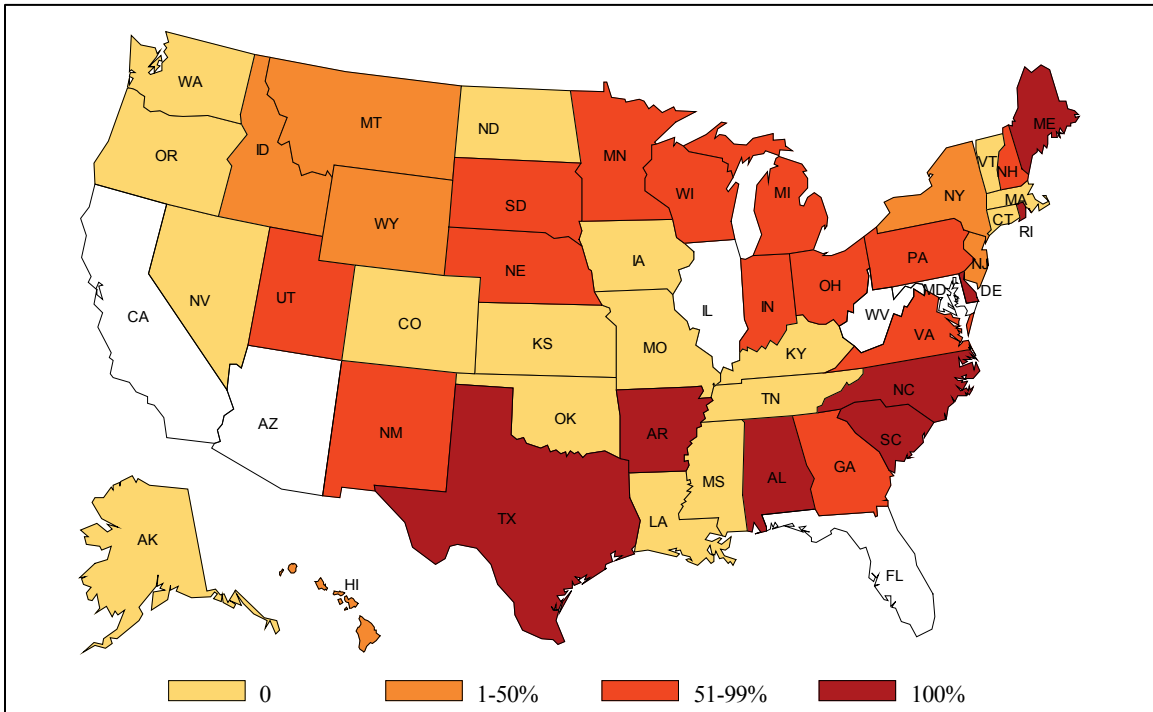 WA
MT
ND
ME
OR
ID
MN
VT
NH
WI
MI
NY
MA
SD
CT
WY
RI
PA
IA
NE
NJ
NV
UT
OH
MD
DE
IN
IL
CA
CO
WV
VA
KS
MO
KY
NC
TN
OK
AZ
NM
AR
SC
MS
AL
GA
TX
LA
AK
FL
HI
0 1-50% 51-99% 100%